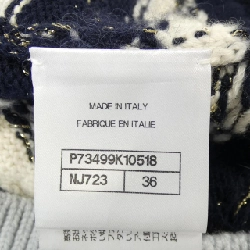 MADE IN ITALY
FABRIQUE EN ITALIE
P73499K10518
NJ723 36